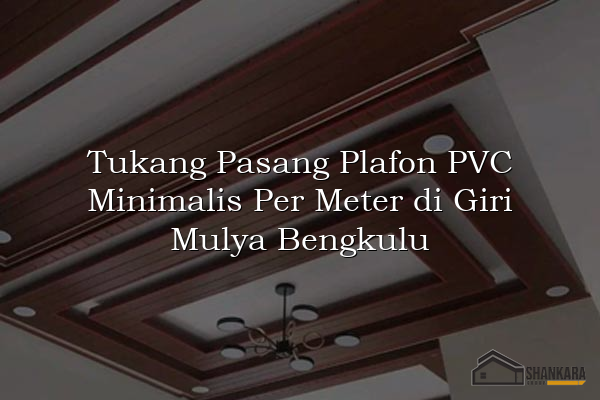 Tukang Pasang Plafon PVC
Minimalis Per Meter di Giri
Mulya Bengkulu
SHANKARA